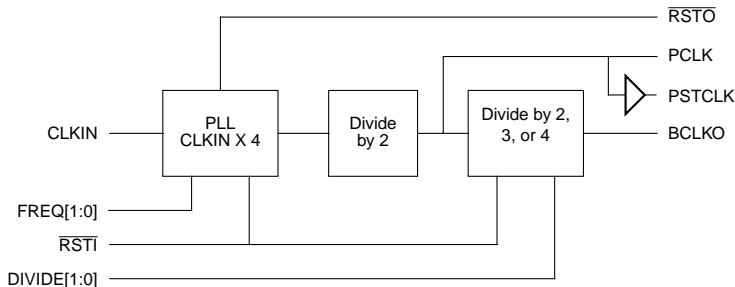 RSTO
PCLK
PSTCLK
CLKIN
PLL
CLKIN X 4
Divide
by 2
Divide by 2,
3, or 4
BCLKO
FREQ[1:0]
RSTI
DIVIDE[1:0]